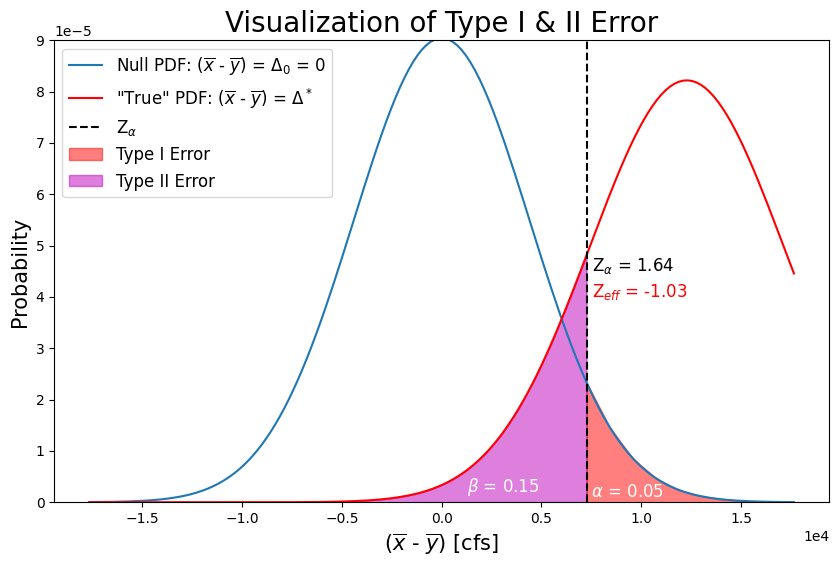 Visualization of Type I & II Error
1e−5
9
8
7
6
5
4
3
2
1
0
Probability
Null PDF: (x̅ - y̅) = Δ₀ = 0
"True" PDF: (x̅ - y̅) = Δ*
Zα
Type I Error
Type II Error
Zα = 1.64
Zeff = -1.03
β = 0.15
α = 0.05
−1.5
−1.0
−0.5
0.0
0.5
1.0
1.5
1e4
(x̅ - y̅) [cfs]